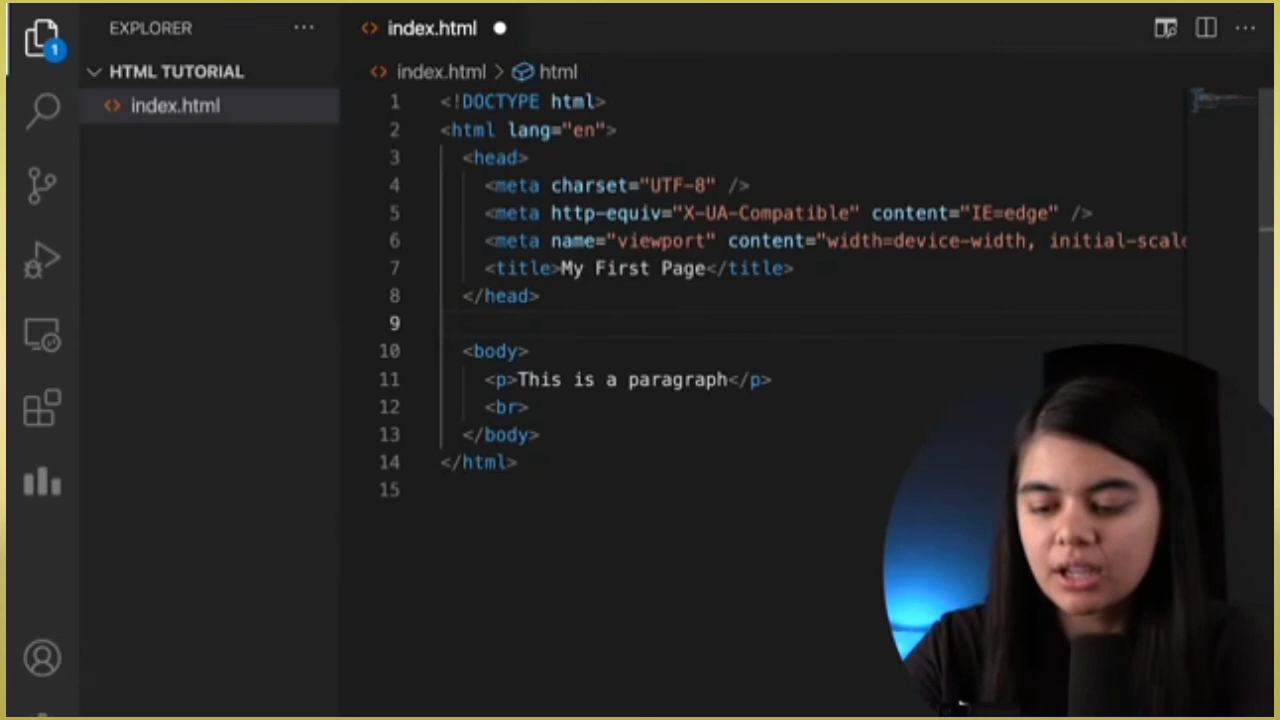 EXPLORER ...
index.html
1
HTML TUTORIAL
index.html > html
index.html
1 <!DOCTYPE html>
2 <html lang="en">
3 <head>
4 <meta charset="UTF-8" />
5 <meta http-equiv="X-UA-Compatible" content="IE=edge" />
6 <meta name="viewport" content="width=device-width, initial-scale
7 <title>My First Page</title>
8 </head>
9
10 <body>
11 <p>This is a paragraph</p>
12 <br>
13 </body>
14 </html>
15